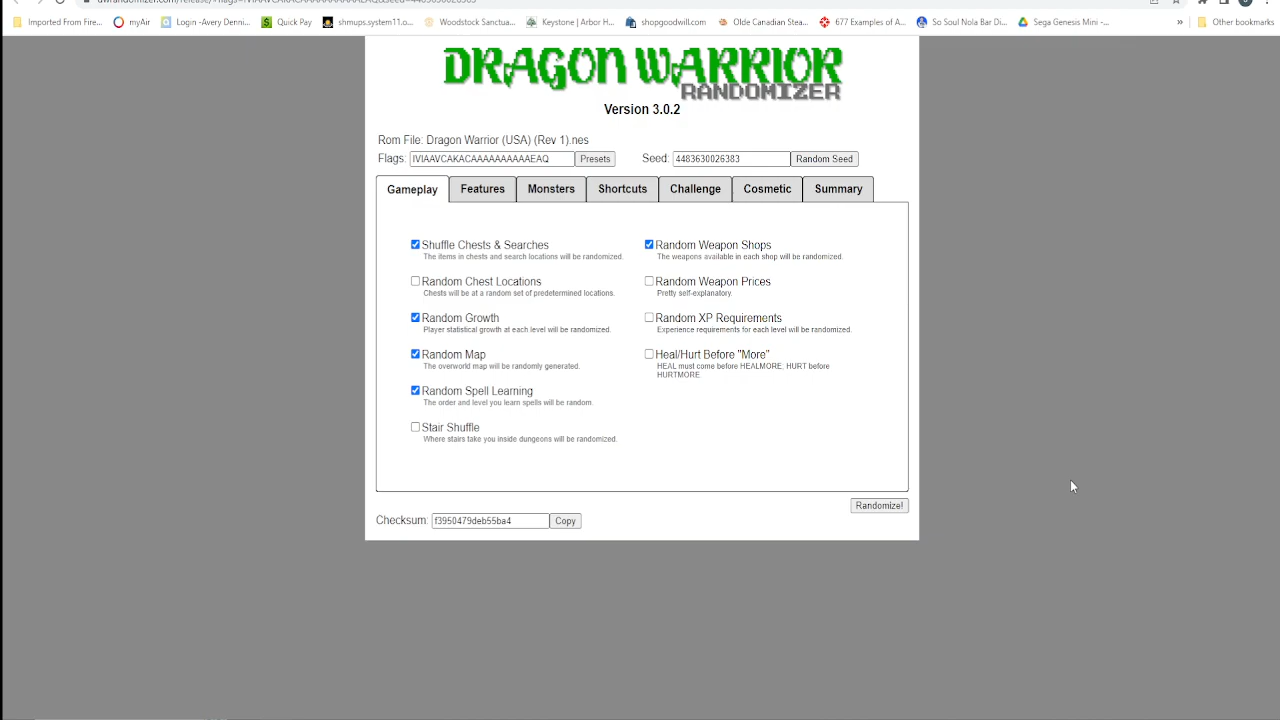 Imported From Firef... myAir Login -Avery Denni... Quick Pay shmups.system11.o... Woodstock Sanctua... Keystone | Arbor H... shopgoodwill.com Olde Canadian Stea... 677 Examples of A... So Soul Nola Bar Di... Sega Genesis Mini -... » Other bookmarks
DRAGON WARRIOR
RANDOMIZER
Version 3.0.2
Rom File: Dragon Warrior (USA) (Rev 1).nes
Flags: IVIAAVCAKACAAAAAAAAAAEAQ Presets Seed: 4483630026383 Random Seed
Gameplay Features Monsters Shortcuts Challenge Cosmetic Summary
Shuffle Chests & Searches
The items in chests and search locations will be randomized.
Random Chest Locations
Chests will be at a random set of predetermined locations.
Random Growth
Player statistical growth at each level will be randomized.
Random Map
The overworld map will be randomly generated.
Random Spell Learning
The order and level you learn spells will be random.
Stair Shuffle
Where stairs take you inside dungeons will be randomized.
Random Weapon Shops
The weapons available in each shop will be randomized.
Random Weapon Prices
Pretty self-explanatory.
Random XP Requirements
Experience requirements for each level will be randomized.
Heal/Hurt Before "More"
HEAL must come before HEALMORE, HURT before
HURTMORE.
Randomize!
Checksum: f3950479deb55ba4 Copy